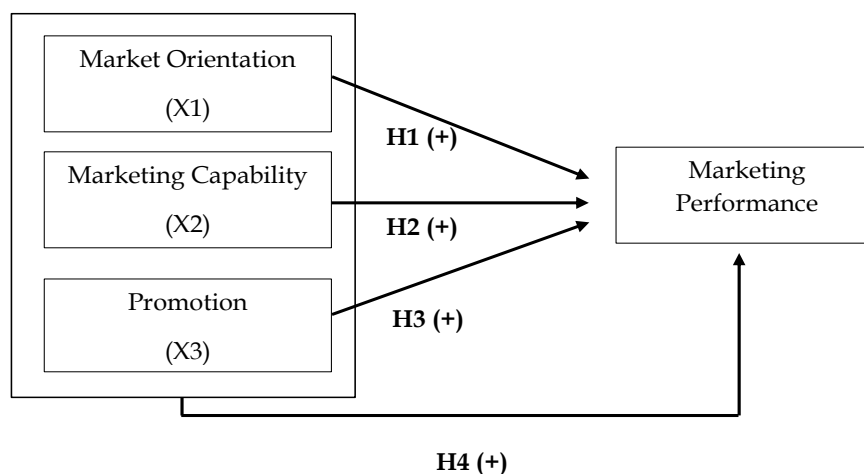 Market Orientation
(X1)
H1 (+)
Marketing Capability
(X2)
H2 (+)
Promotion
(X3)
H3 (+)
Marketing
Performance
H4 (+)